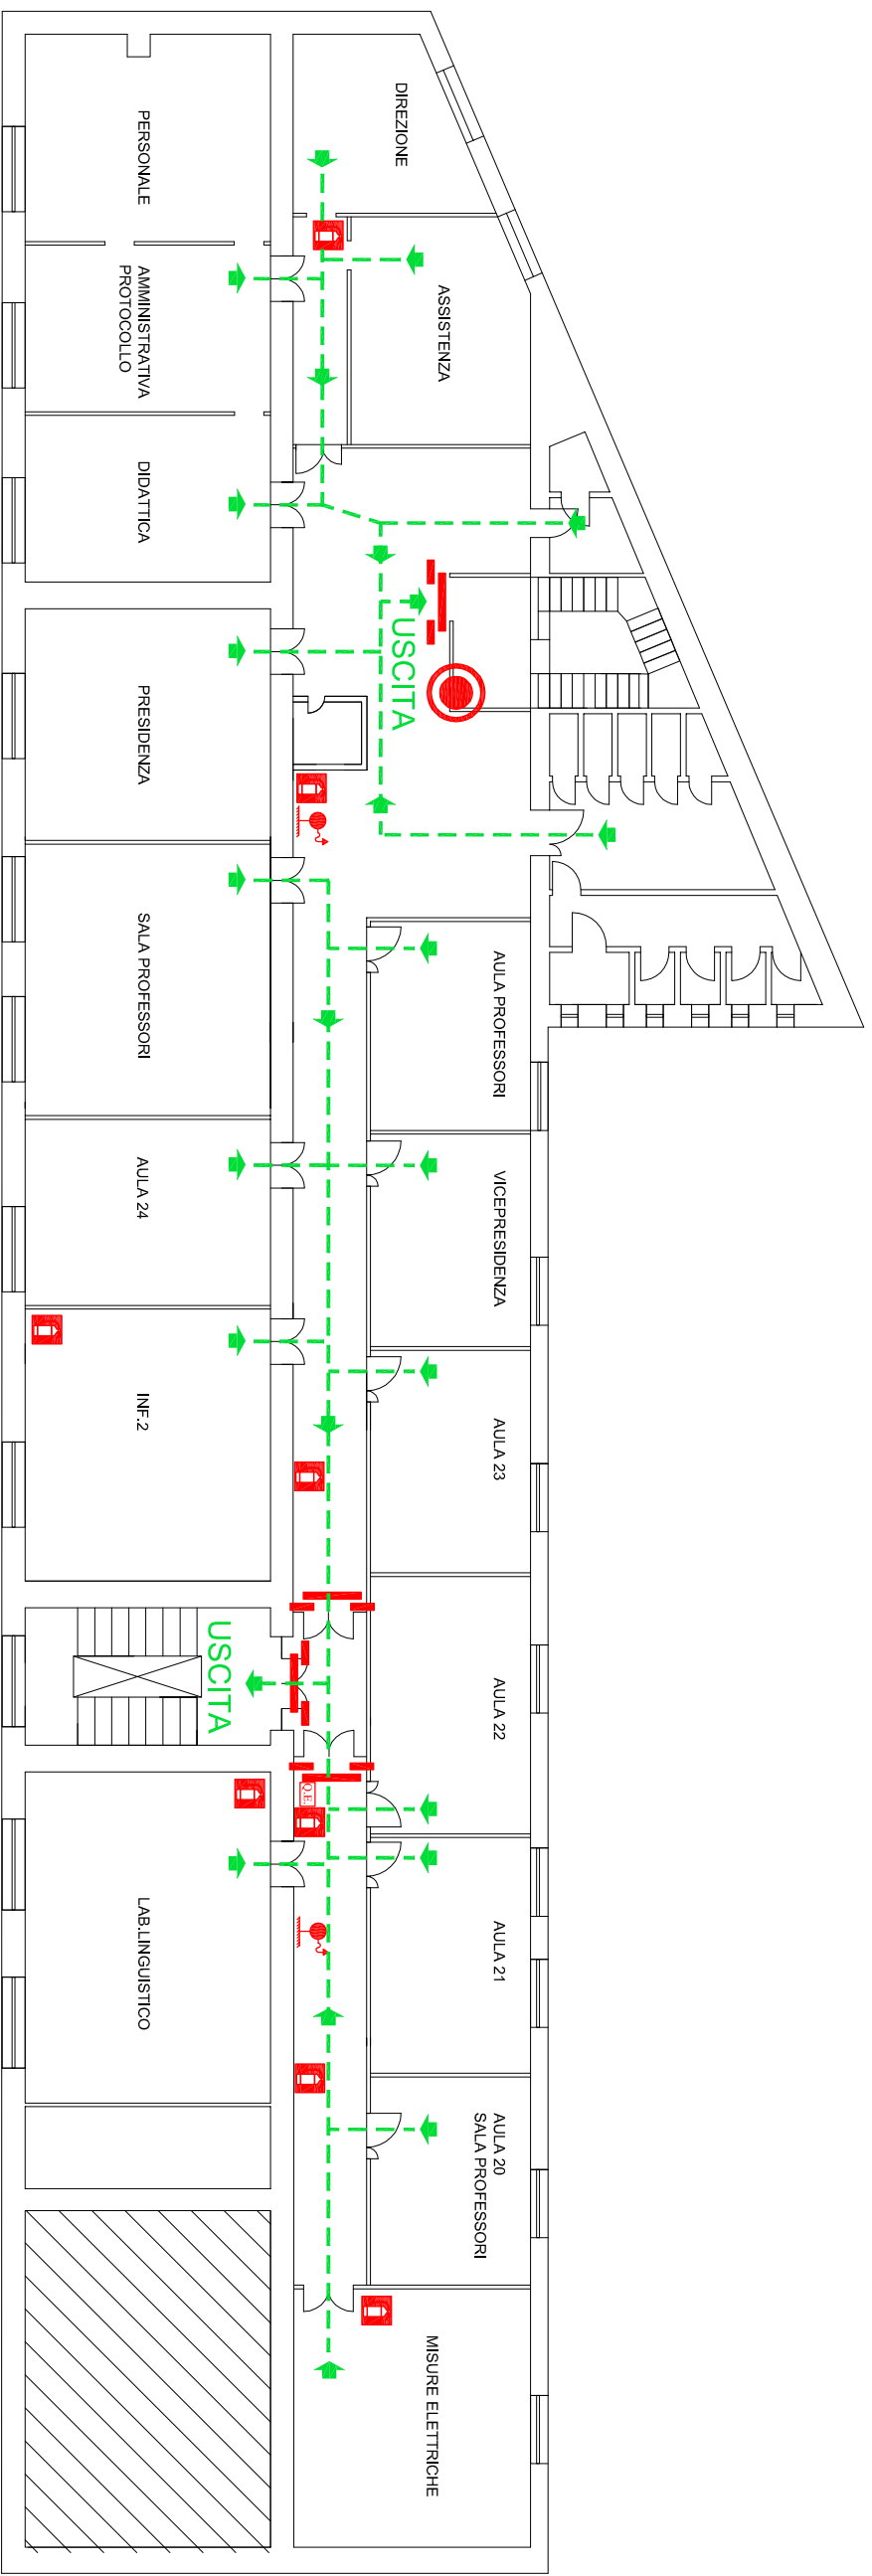 DIREZIONE
PERSONALE
ASSISTENZA
AMMINISTRATIVA
PROTOCOLLO
DIDATTICA
USCITA
PRESIDENZA
SALA PROFESSORI
AULA PROFESSORI
AULA 24
VICEPRESIDENZA
INF.2
AULA 23
USCITA
AULA 22
Q.E.
LAB.LINGUISTICO
AULA 21
AULA 20
SALA PROFESSORI
MISURE ELETTRICHE